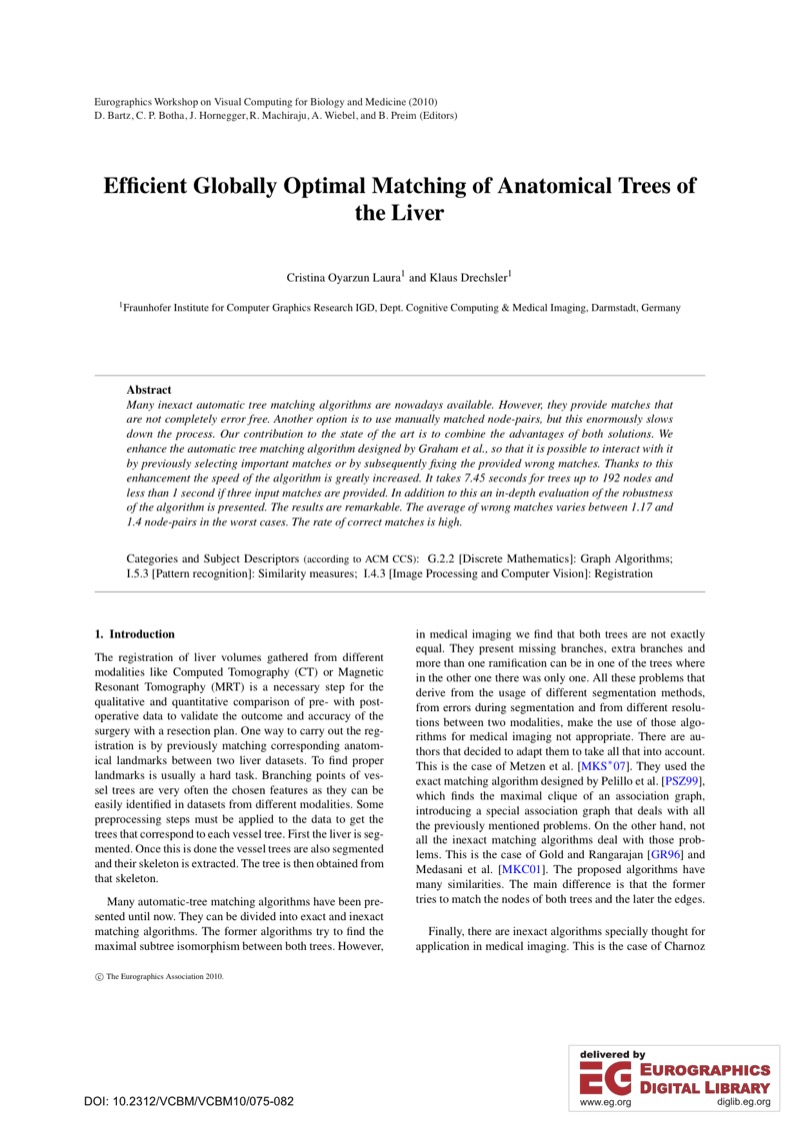 Eurographics Workshop on Visual Computing for Biology and Medicine (2010)
D. Bartz, C. P. Botha, J. Hornegger, R. Machiraju, A. Wiebel, and B. Preim (Editors)
Efficient Globally Optimal Matching of Anatomical Trees of
the Liver
Cristina Oyarzun Laura1 and Klaus Drechsler1
1Fraunhofer Institute for Computer Graphics Research IGD, Dept. Cognitive Computing & Medical Imaging, Darmstadt, Germany
Abstract
Many inexact automatic tree matching algorithms are nowadays available. However, they provide matches that
are not completely error free. Another option is to use manually matched node-pairs, but this enormously slows
down the process. Our contribution to the state of the art is to combine the advantages of both solutions. We
enhance the automatic tree matching algorithm designed by Graham et al., so that it is possible to interact with it
by previously selecting important matches or by subsequently fixing the provided wrong matches. Thanks to this
enhancement the speed of the algorithm is greatly increased. It takes 7.45 seconds for trees up to 192 nodes and
less than 1 second if three input matches are provided. In addition to this an in-depth evaluation of the robustness
of the algorithm is presented. The results are remarkable. The average of wrong matches varies between 1.17 and
1.4 node-pairs in the worst cases. The rate of correct matches is high.
Categories and Subject Descriptors (according to ACM CCS): G.2.2 [Discrete Mathematics]: Graph Algorithms;
I.5.3 [Pattern recognition]: Similarity measures; I.4.3 [Image Processing and Computer Vision]: Registration
1. Introduction
The registration of liver volumes gathered from different
modalities like Computed Tomography (CT) or Magnetic
Resonant Tomography (MRT) is a necessary step for the
qualitative and quantitative comparison of pre- with post-
operative data to validate the outcome and accuracy of the
surgery with a resection plan. One way to carry out the reg-
istration is by previously matching corresponding anatom-
ical landmarks between two liver datasets. To find proper
landmarks is usually a hard task. Branching points of ves-
sel trees are very often the chosen features as they can be
easily identified in datasets from different modalities. Some
preprocessing steps must be applied to the data to get the
trees that correspond to each vessel tree. First the liver is seg-
mented. Once this is done the vessel trees are also segmented
and their skeleton is extracted. The tree is then obtained from
that skeleton.
Many automatic-tree matching algorithms have been pre-
sented until now. They can be divided into exact and inexact
matching algorithms. The former algorithms try to find the
maximal subtree isomorphism between both trees. However,
in medical imaging we find that both trees are not exactly
equal. They present missing branches, extra branches and
more than one ramification can be in one of the trees where
in the other one there was only one. All these problems that
derive from the usage of different segmentation methods,
from errors during segmentation and from different resolu-
tions between two modalities, make the use of those algo-
rithms for medical imaging not appropriate. There are au-
thors that decided to adapt them to take all that into account.
This is the case of Metzen et al. [MKS*07]. They used the
exact matching algorithm designed by Pelillo et al. [PSZ99],
which finds the maximal clique of an association graph,
introducing a special association graph that deals with all
the previously mentioned problems. On the other hand, not
all the inexact matching algorithms deal with those prob-
lems. This is the case of Gold and Rangarajan [GR96] and
Medasani et al. [MKC01]. The proposed algorithms have
many similarities. The main difference is that the former
tries to match the nodes of both trees and the later the edges.
Finally, there are inexact algorithms specially thought for
application in medical imaging. This is the case of Charnoz
© The Eurographics Association 2010.
DOI: 10.2312/VCBM/VCBM10/075-082
delivered by
EG EUROGRAPHICS
DIGITAL LIBRARY
www.eg.org diglib.eg.org